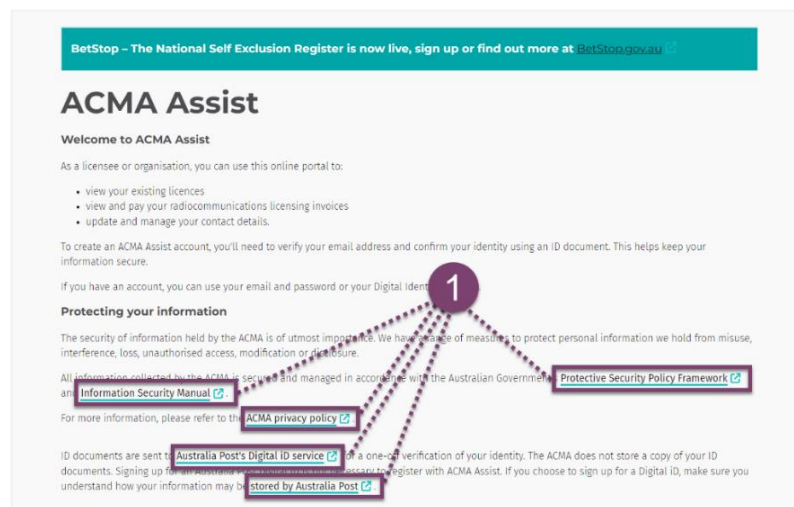 BetStop – The National Self Exclusion Register is now live, sign up or find out more at BetStop.gov.au
ACMA Assist
Welcome to ACMA Assist
As a licensee or organisation, you can use this online portal to:
• view your existing licences
• view and pay your radiocommunications licensing invoices
• update and manage your contact details.
To create an ACMA Assist account, you'll need to verify your email address and confirm your identity using an ID document. This helps keep your
information secure.
If you have an account, you can use your email and password or your Digital
1
Protecting your information
The security of information held by the ACMA is of utmost importance. We have range of measures to protect personal information we hold from misuse,
interference, loss, unauthorised access, modification or disclosure.
All information collected by the ACMA is secured and managed in accordance with the Australian Government's Protective Security Policy Framework
and Information Security Manual .
For more information, please refer to the ACMA privacy policy
ID documents are sent to Australia Post's Digital iD service for a one-off verification of your identity. The ACMA does not store a copy of your ID
documents. Signing up for an Australia Post Digital iD is not necessary to register with ACMA Assist. If you choose to sign up for a Digital iD, make sure you
understand how your information may be stored by Australia Post .